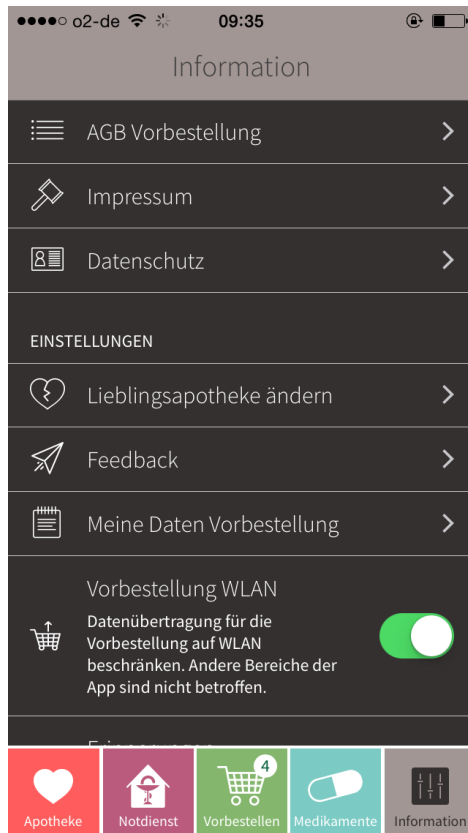 o2-de 09:35
Information
AGB Vorbestellung
Impressum
Datenschutz
EINSTELLUNGEN
Lieblingsapotheke ändern
Feedback
Meine Daten Vorbestellung
Vorbestellung WLAN
Datenübertragung für die
Vorbestellung auf WLAN
beschränken. Andere Bereiche der
App sind nicht betroffen.
4
Apotheke Notdienst Vorbestellen Medikamente Information